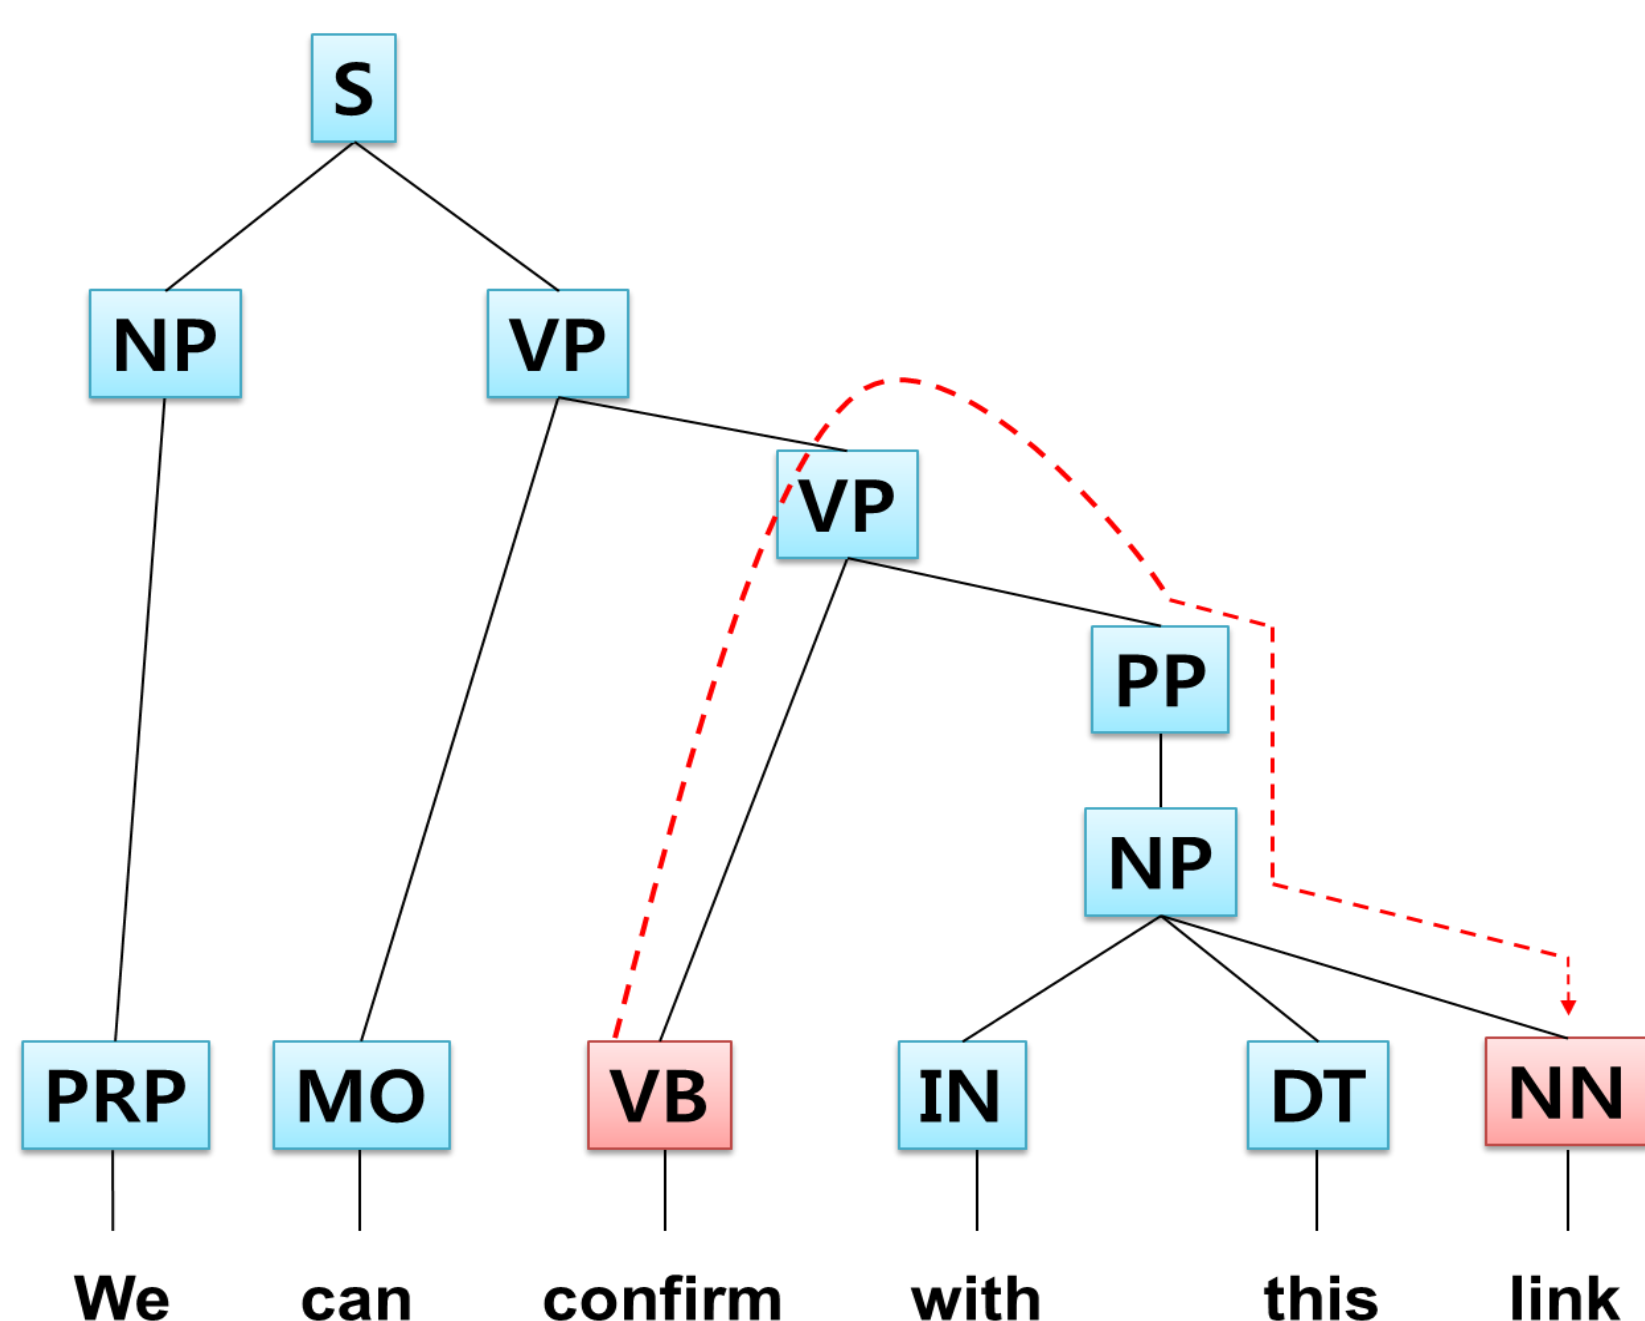 S
NP VP
VP
PP
NP
PRP MO VB IN DT NN
We can confirm with this link